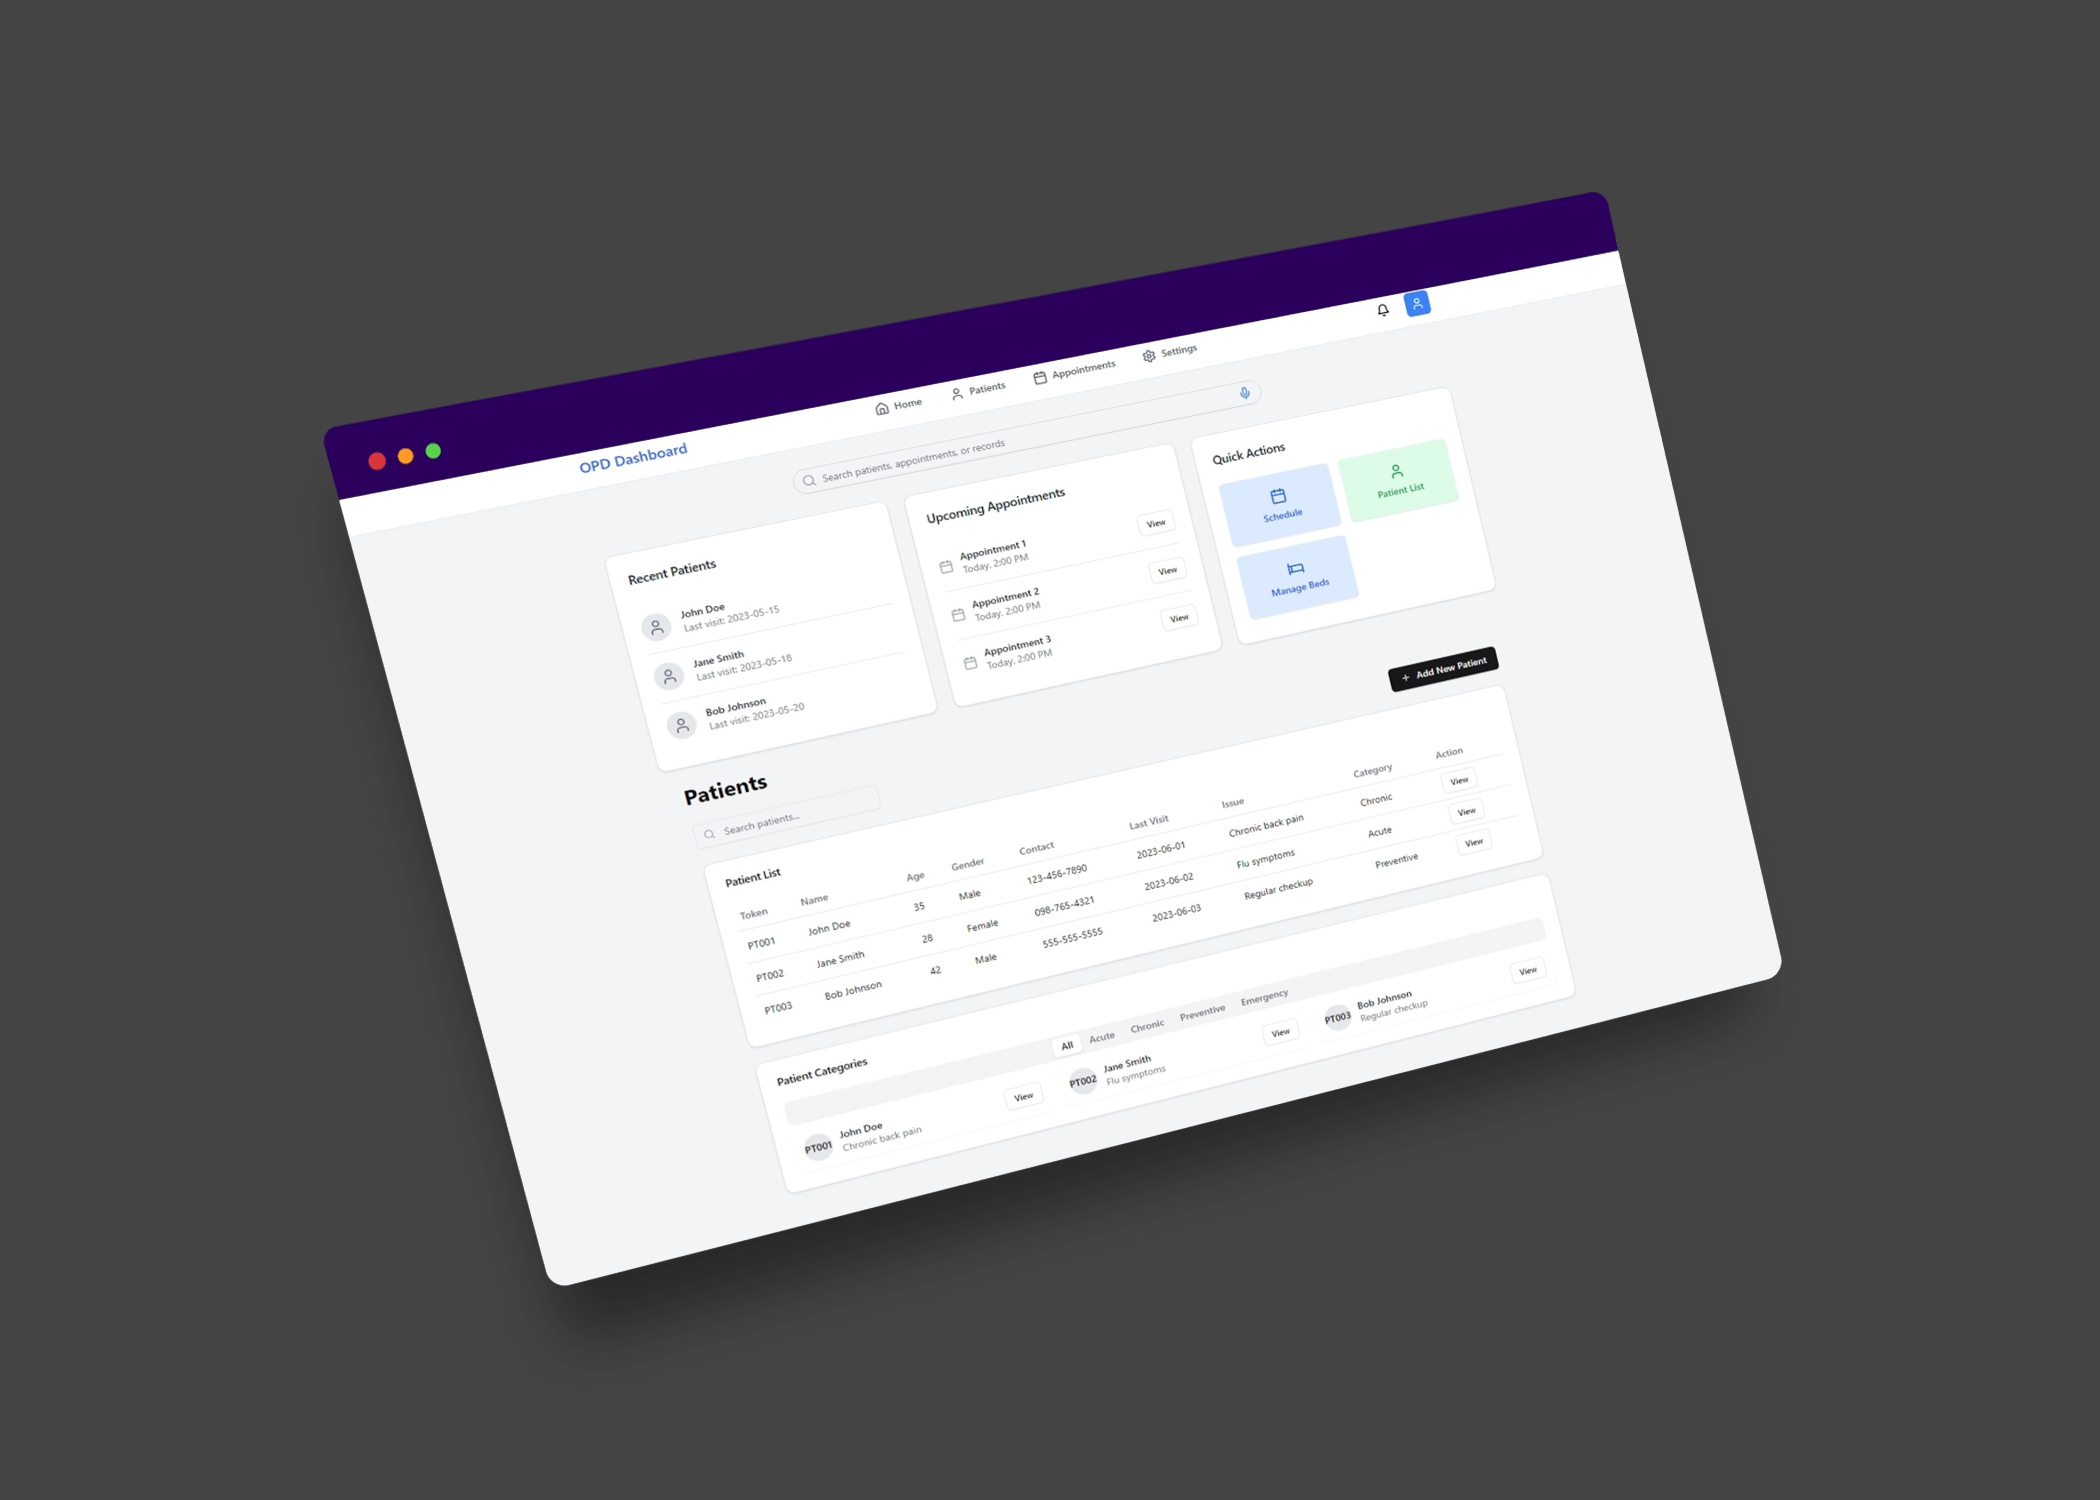 OPD Dashboard
Home
Patients
Appointments
Settings
Search patients, appointments, or records
Recent Patients
John Doe
Last visit: 2023-05-15
Jane Smith
Last visit: 2023-05-18
Bob Johnson
Last visit: 2023-05-20
Upcoming Appointments
Appointment 1
Today, 2:00 PM
View
Appointment 2
Today, 2:00 PM
View
Appointment 3
Today, 2:00 PM
View
Quick Actions
Schedule
Patient List
Manage Beds
Patients
+ Add New Patient
Search patients...
Patient List
Token Name Age Gender Contact Last Visit Issue Category Action
PT001 John Doe 35 Male 123-456-7890 2023-06-01 Chronic back pain Chronic View
PT002 Jane Smith 28 Female 098-765-4321 2023-06-02 Flu symptoms Acute View
PT003 Bob Johnson 42 Male 555-555-5555 2023-06-03 Regular checkup Preventive View
Patient Categories
All Acute Chronic Preventive Emergency
PT001
John Doe
Chronic back pain
View
PT002
Jane Smith
Flu symptoms
View
PT003
Bob Johnson
Regular checkup
View